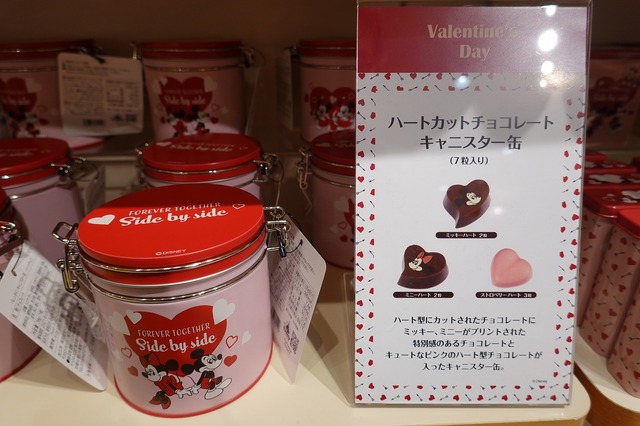 FOREVER TOGETHER
Side by side
©DISNEY
FOREVER TOGETHER
Side by side
Side by side
Valentine's
Day
ハートカットチョコレート
キャニスター缶
(7粒入り)
ミッキーハート 2粒
ミニーハート 2粒
ストロベリーハート 3粒
ハート型にカットされたチョコレートに
ミッキー、ミニーがプリントされた
特別感のあるチョコレートと
キュートなピンクのハート型チョコレートが
入ったキャニスター缶。
©Disney